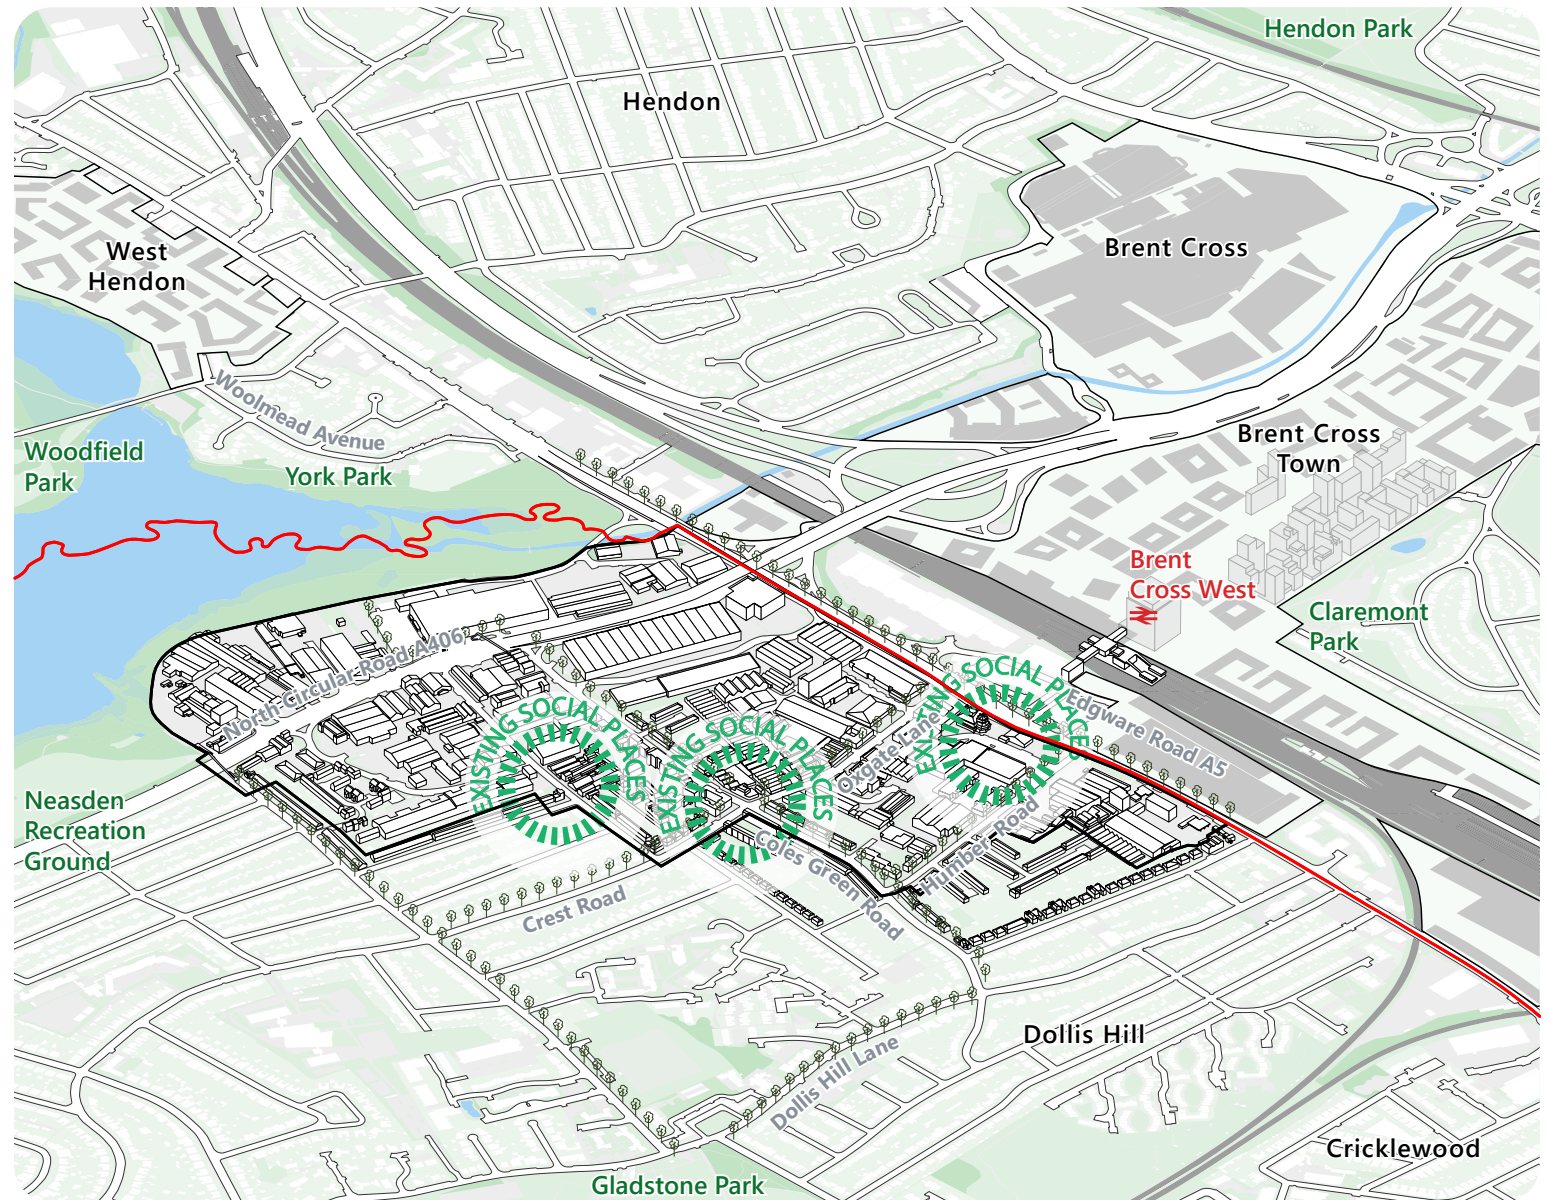 Hendon Park
Hendon
West
Hendon
Brent Cross
Woolmead Avenue
Brent Cross
Town
Woodfield
Park
York Park
Brent
Cross West
Claremont
Park
North Circular Road A406
EXISTING SOCIAL PLACES
EXISTING SOCIAL PLACES
EXISTING SOCIAL PLACES
Oxgate Lane
Edgware Road A5
Neasden
Recreation
Ground
Coles Green Road
Humber Road
Crest Road
Dollis Hill
Dollis Hill Lane
Cricklewood
Gladstone Park